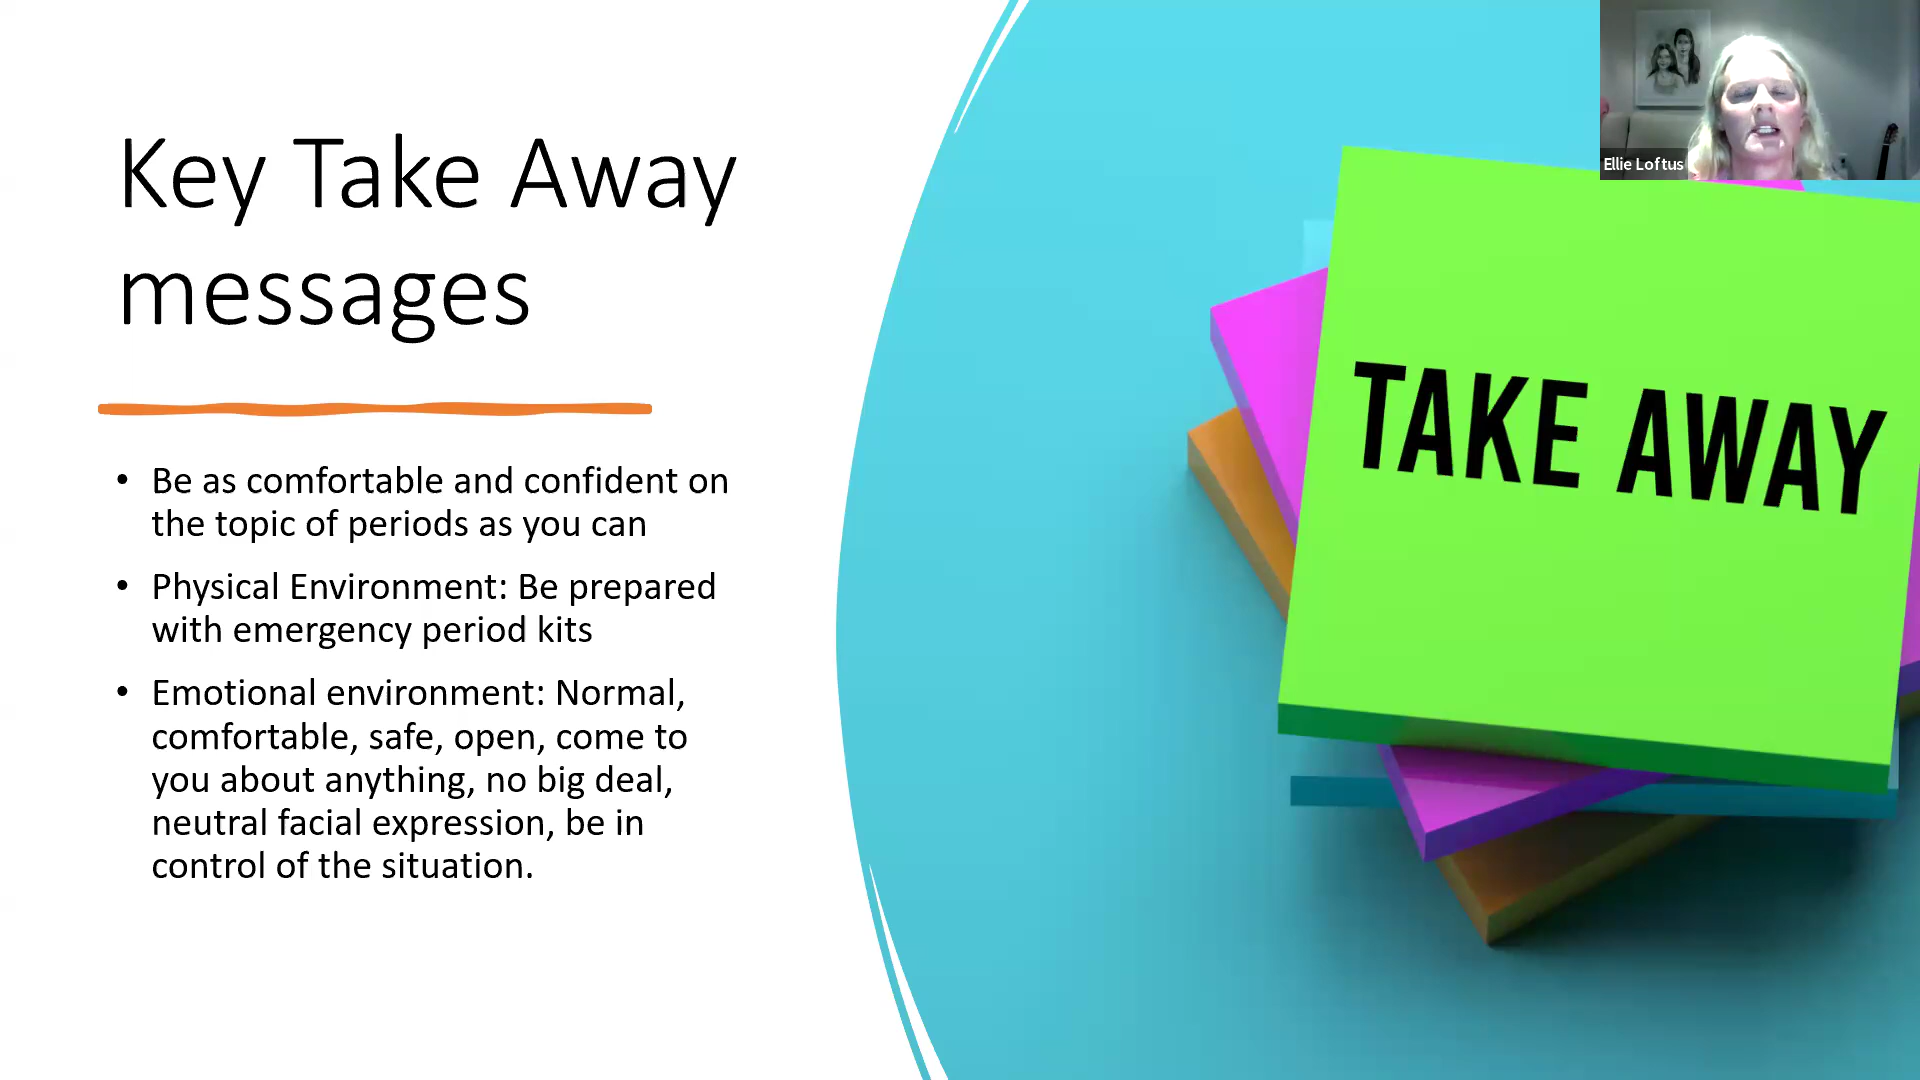 Key Take Away
messages
• Be as comfortable and confident on
the topic of periods as you can
• Physical Environment: Be prepared
with emergency period kits
• Emotional environment: Normal,
comfortable, safe, open, come to
you about anything, no big deal,
neutral facial expression, be in
control of the situation.
TAKE AWAY
Ellie Loftus